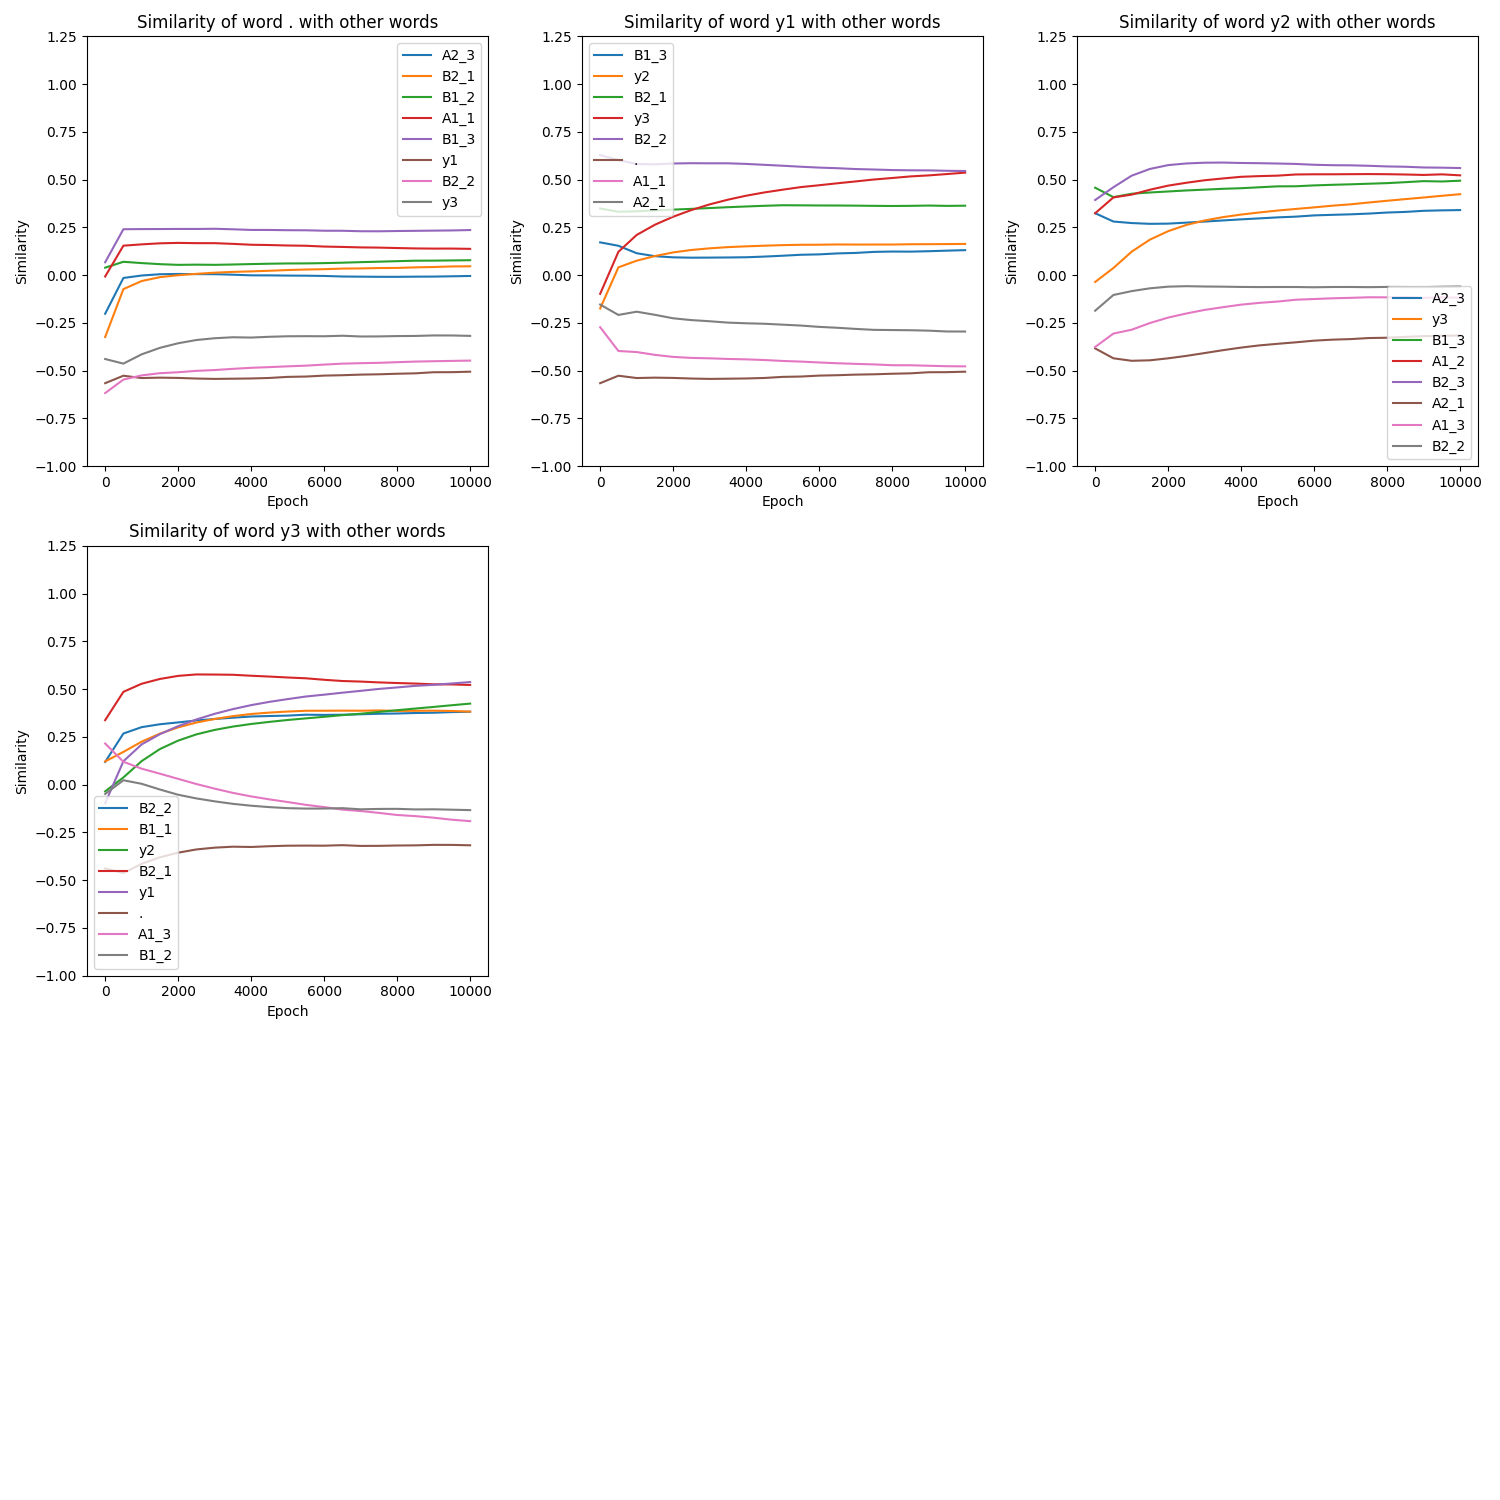 Similarity of word . with other words
Similarity
1.25
1.00
0.75
0.50
0.25
0.00
−0.25
−0.50
−0.75
−1.00
A2_3
B2_1
B1_2
A1_1
B1_3
y1
B2_2
y3
0 2000 4000 6000 8000 10000
Epoch
Similarity of word y1 with other words
Similarity
1.25
1.00
0.75
0.50
0.25
0.00
−0.25
−0.50
−0.75
−1.00
B1_3
y2
B2_1
y3
B2_2
.
A1_1
A2_1
0 2000 4000 6000 8000 10000
Epoch
Similarity of word y2 with other words
Similarity
1.25
1.00
0.75
0.50
0.25
0.00
−0.25
−0.50
−0.75
−1.00
A2_3
y3
B1_3
A1_2
B2_3
A2_1
A1_3
B2_2
0 2000 4000 6000 8000 10000
Epoch
Similarity of word y3 with other words
Similarity
1.25
1.00
0.75
0.50
0.25
0.00
−0.25
−0.50
−0.75
−1.00
B2_2
B1_1
y2
B2_1
y1
.
A1_3
B1_2
0 2000 4000 6000 8000 10000
Epoch